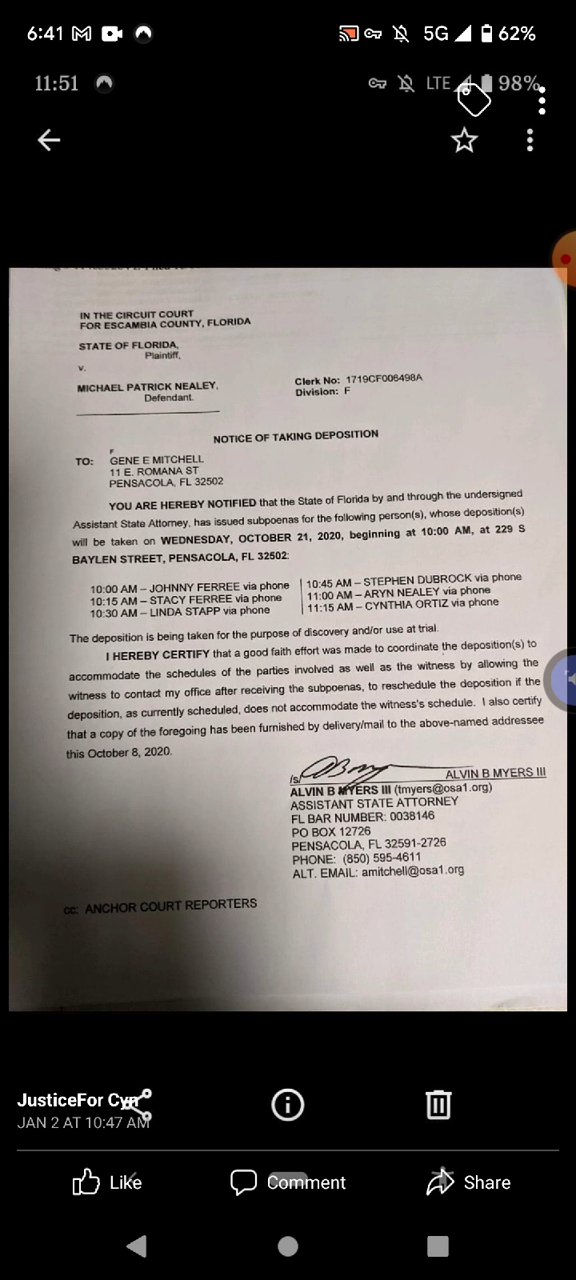 6:41 5G 62%
11:51 LTE 98%
IN THE CIRCUIT COURT
FOR ESCAMBIA COUNTY, FLORIDA
STATE OF FLORIDA,
Plaintiff,
v.
MICHAEL PATRICK NEALEY,
Defendant.
Clerk No: 1719CF006498A
Division: F
NOTICE OF TAKING DEPOSITION
F
TO: GENE E MITCHELL
11 E. ROMANA ST
PENSACOLA, FL 32502
YOU ARE HEREBY NOTIFIED that the State of Florida by and through the undersigned
Assistant State Attorney, has issued subpoenas for the following person(s), whose deposition(s)
will be taken on WEDNESDAY, OCTOBER 21, 2020, beginning at 10:00 AM, at 229 S
BAYLEN STREET, PENSACOLA, FL 32502:
10:00 AM – JOHNNY FERREE via phone
10:15 AM – STACY FERREE via phone
10:30 AM – LINDA STAPP via phone
10:45 AM – STEPHEN DUBROCK via phone
11:00 AM – ARYN NEALEY via phone
11:15 AM – CYNTHIA ORTIZ via phone
The deposition is being taken for the purpose of discovery and/or use at trial.
I HEREBY CERTIFY that a good faith effort was made to coordinate the deposition(s) to
accommodate the schedules of the parties involved as well as the witness by allowing the
witness to contact my office after receiving the subpoenas, to reschedule the deposition if the
deposition, as currently scheduled, does not accommodate the witness's schedule. I also certify
that a copy of the foregoing has been furnished by delivery/mail to the above-named addressee
this October 8, 2020.
/s/ ALVIN B MYERS III
ALVIN B MYERS III (tmyers@osa1.org)
ASSISTANT STATE ATTORNEY
FL BAR NUMBER: 0038146
PO BOX 12726
PENSACOLA, FL 32591-2726
PHONE: (850) 595-4611
ALT. EMAIL: amitchell@osa1.org
cc: ANCHOR COURT REPORTERS
JusticeFor Cyn
JAN 2 AT 10:47 AM
Like Comment Share